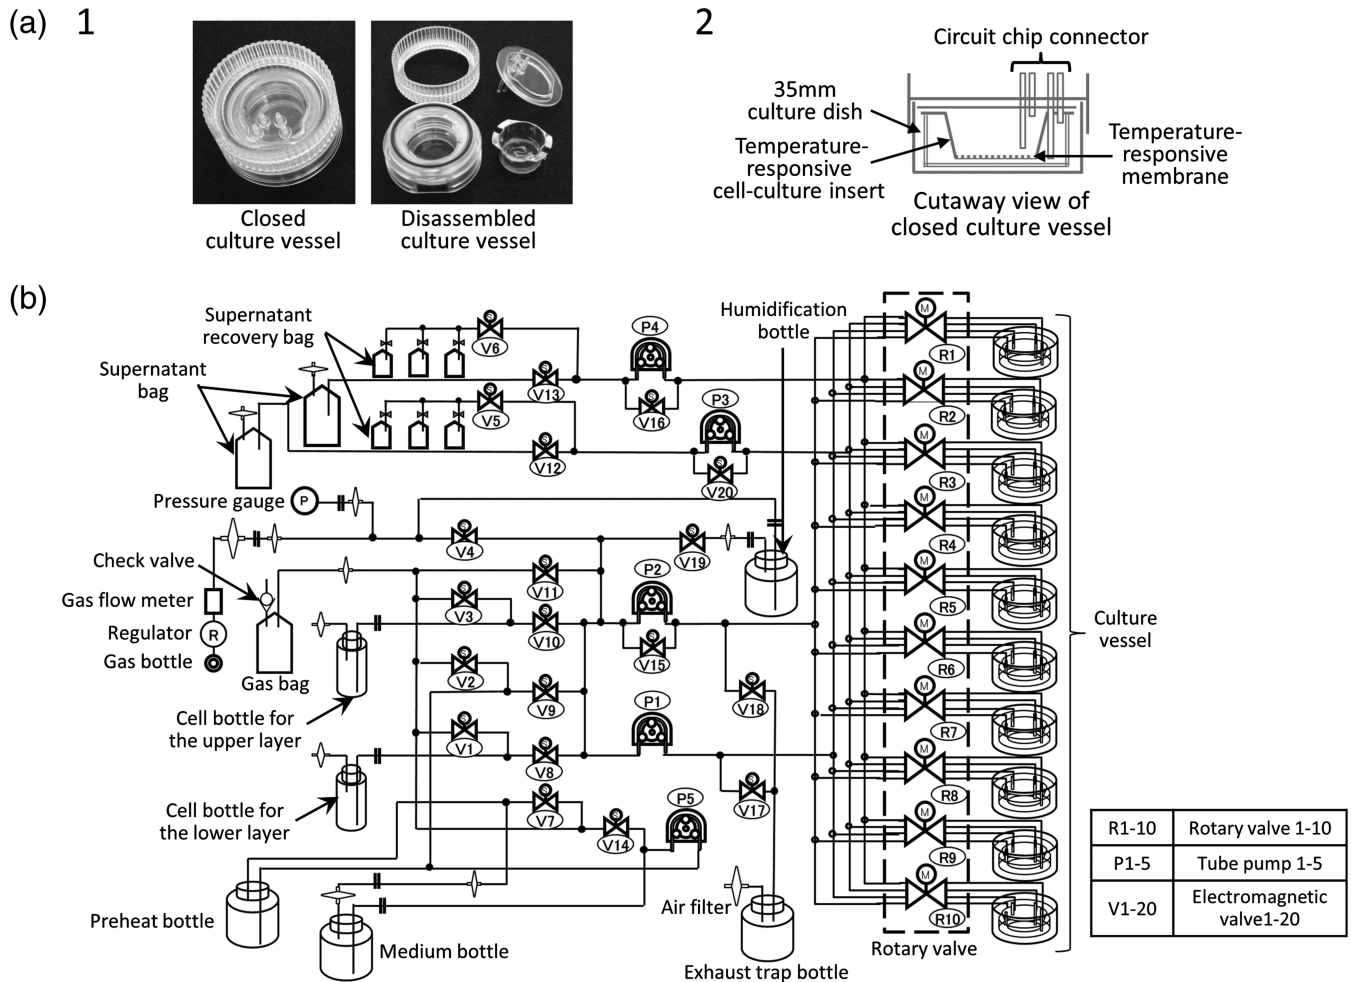 (a) 1
2
Circuit chip connector
35mm
culture dish
Temperature-
responsive
cell-culture insert
Temperature-
responsive
membrane
Closed
culture vessel
Disassembled
culture vessel
Cutaway view of
closed culture vessel
(b)
Supernatant
recovery bag
Supernatant
bag
Humidification
bottle
S
V6
S
V13
S
V5
S
V12
P4
S
V16
P3
S
V20
Pressure gauge
P
S
V4
S
V19
Check valve
Gas flow meter
Regulator
R
Gas bottle
Gas bag
S
V11
S
V3
S
V10
P2
S
V15
S
V2
S
V9
S
V18
Cell bottle for
the upper layer
S
V1
S
V8
P1
S
V17
Cell bottle for
the lower layer
S
V7
S
V14
P5
Preheat bottle
Medium bottle
Air filter
Exhaust trap bottle
M
R1
M
R2
M
R3
M
R4
M
R5
M
R6
M
R7
M
R8
M
R9
M
R10
Rotary valve
Culture
vessel
R1-10 Rotary valve 1-10
P1-5 Tube pump 1-5
V1-20 Electromagnetic
valve1-20